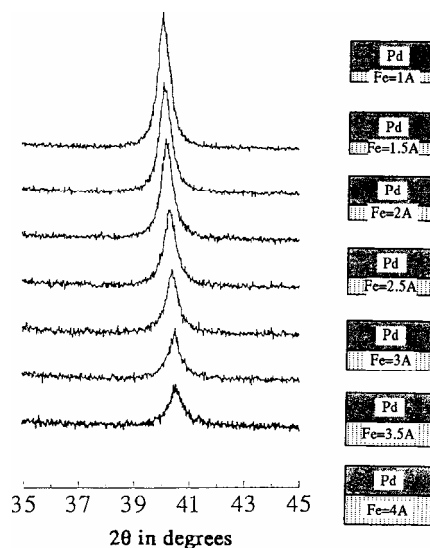 Pd
Fe=1A
Pd
Fe=1.5A
Pd
Fe=2A
Pd
Fe=2.5A
Pd
Fe=3A
Pd
Fe=3.5A
Pd
Fe=4A
35 37 39 41 43 45
2θ in degrees